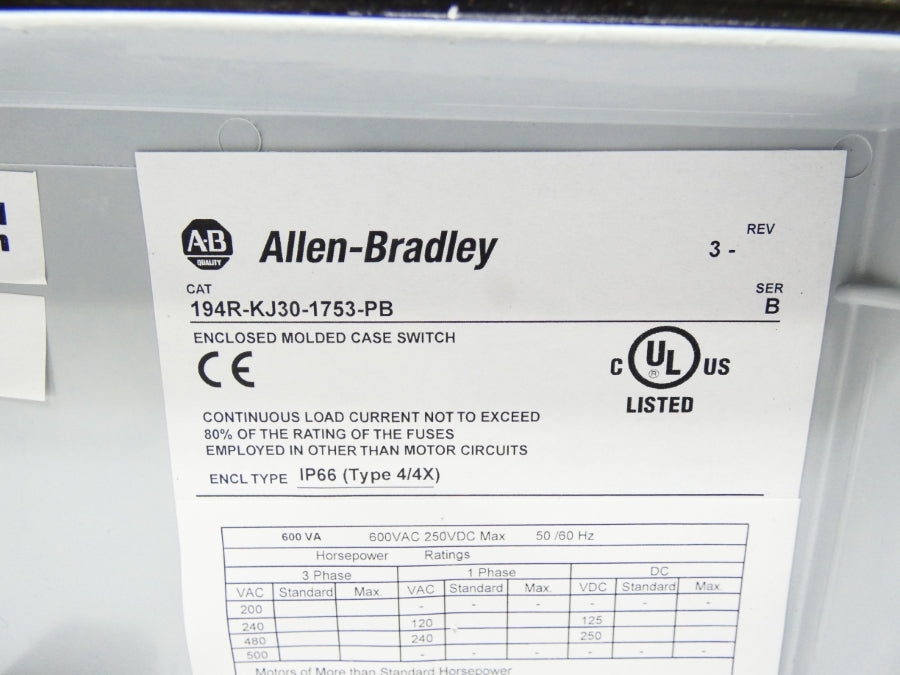 REV
A-B
QUALITY
Allen-Bradley
3 -
CAT
SER
194R-KJ30-1753-PB
B
ENCLOSED MOLDED CASE SWITCH
CE
C UL US
®
LISTED
CONTINUOUS LOAD CURRENT NOT TO EXCEED
80% OF THE RATING OF THE FUSES
EMPLOYED IN OTHER THAN MOTOR CIRCUITS
ENCL TYPE IP66 (Type 4/4X)
600 VA 600VAC 250VDC Max 50 /60 Hz
Horsepower Ratings
3 Phase 1 Phase DC
VAC Standard Max. VAC Standard Max. VDC Standard Max.
200 - - - - - -
240 120 125
480 240 250
500 - - - - - -
Motors of More than Standard Horsepower